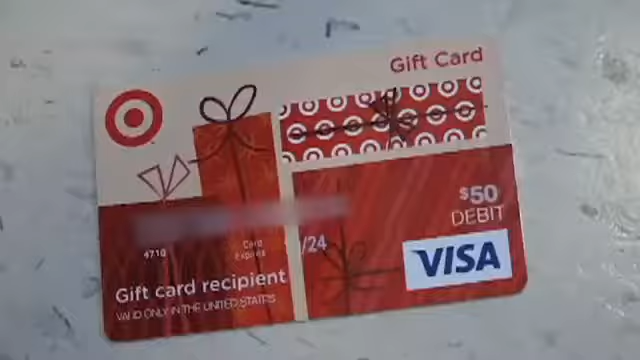 Gift Card
$50
DEBIT
4710
Card
Expires
/24
VISA
Gift card recipient
VALID ONLY IN THE UNITED STATES